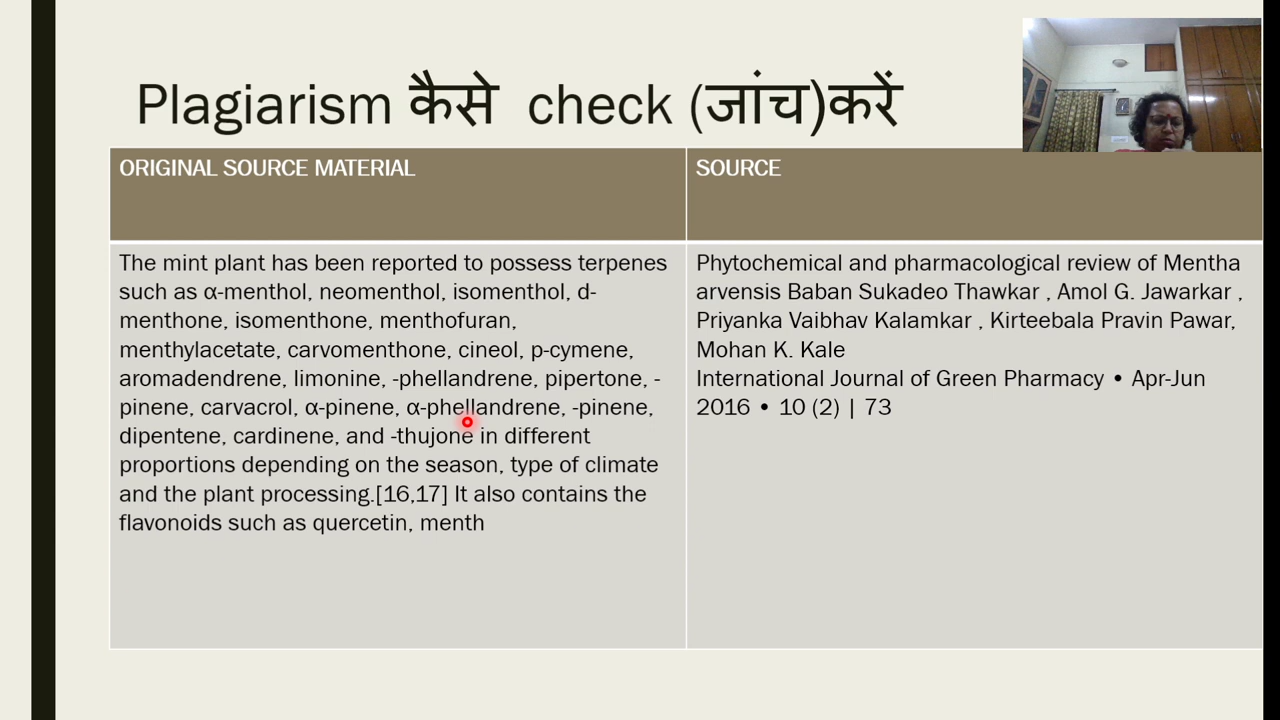 Plagiarism कैसे check (जांच)करें
ORIGINAL SOURCE MATERIAL
SOURCE
The mint plant has been reported to possess terpenes
such as α-menthol, neomenthol, isomenthol, d-
menthone, isomenthone, menthofuran,
menthylacetate, carvomenthone, cineol, p-cymene,
aromadendrene, limonine, -phellandrene, pipertone, -
pinene, carvacrol, α-pinene, α-phellandrene, -pinene,
dipentene, cardinene, and -thujone in different
proportions depending on the season, type of climate
and the plant processing.[16,17] It also contains the
flavonoids such as quercetin, menth
Phytochemical and pharmacological review of Mentha
arvensis Baban Sukadeo Thawkar , Amol G. Jawarkar ,
Priyanka Vaibhav Kalamkar , Kirteebala Pravin Pawar,
Mohan K. Kale
International Journal of Green Pharmacy • Apr-Jun
2016 • 10 (2) | 73